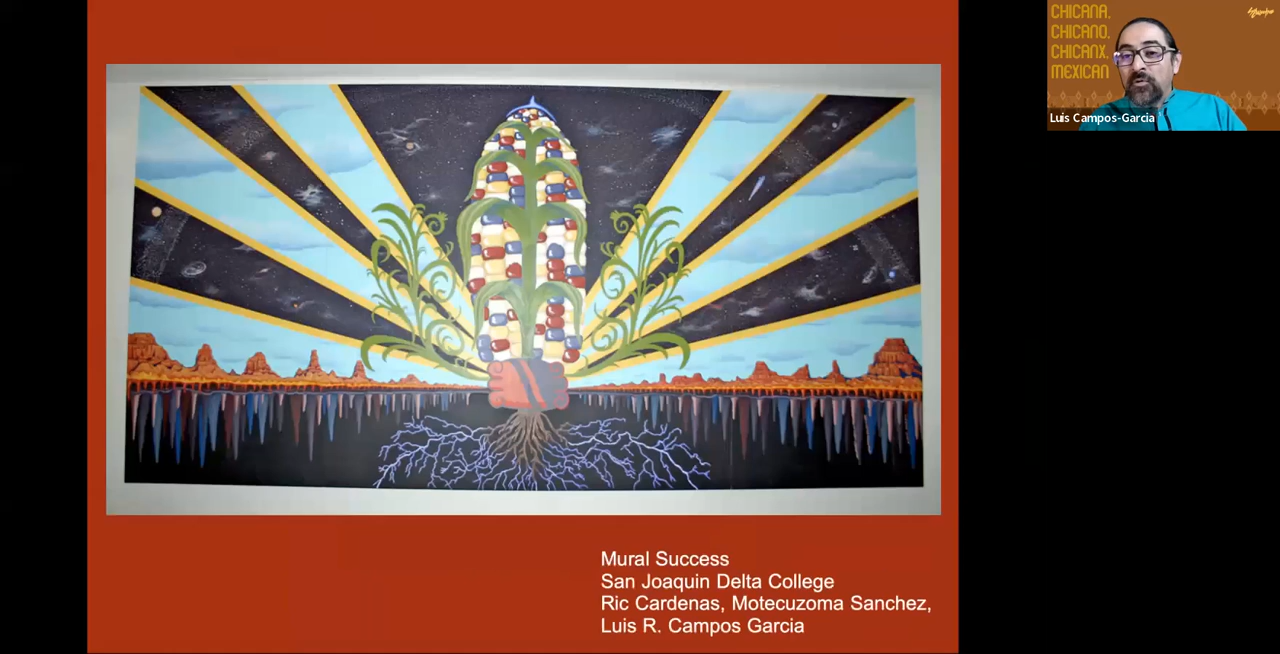 Mural Success
San Joaquin Delta College
Ric Cardenas, Motecuzoma Sanchez,
Luis R. Campos Garcia
CHICANA,
CHICANO,
CHICANX,
MEXICAN
Luis Campos-Garcia